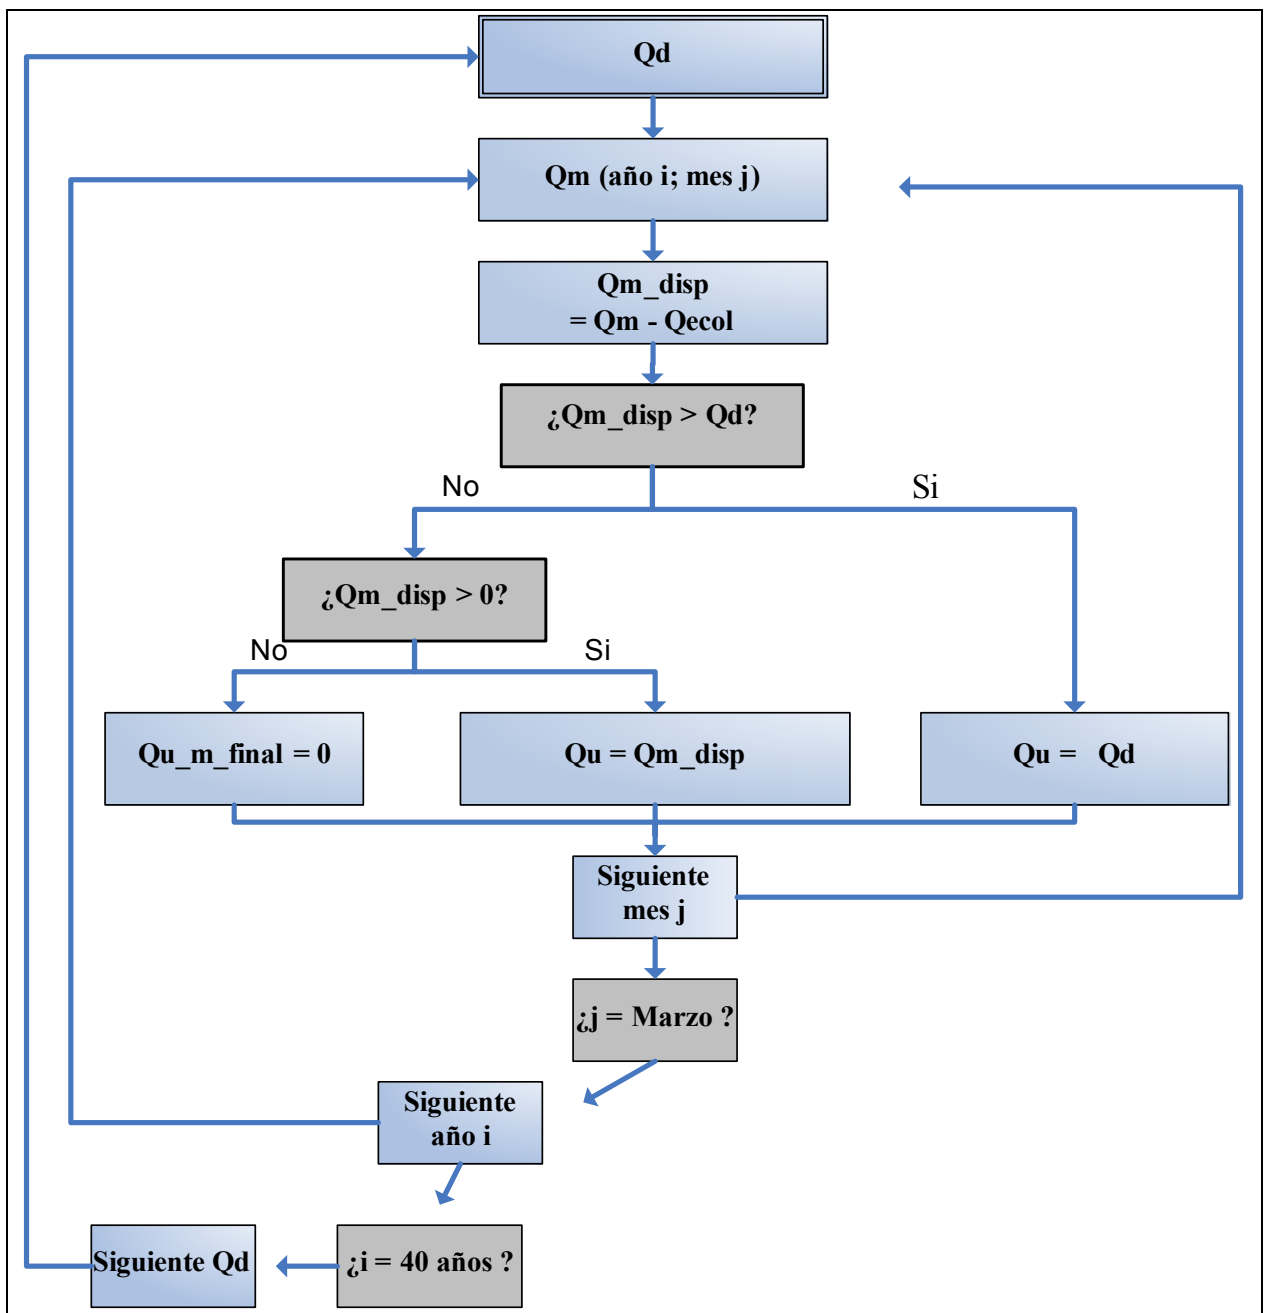 Qd
Qm (año i; mes j)
Qm_disp
= Qm - Qecol
¿Qm_disp > Qd?
No
Si
¿Qm_disp > 0?
No
Si
Qu_m_final = 0
Qu = Qm_disp
Qu = Qd
Siguiente
mes j
¿j = Marzo ?
Siguiente
año i
Siguiente Qd
¿i = 40 años ?